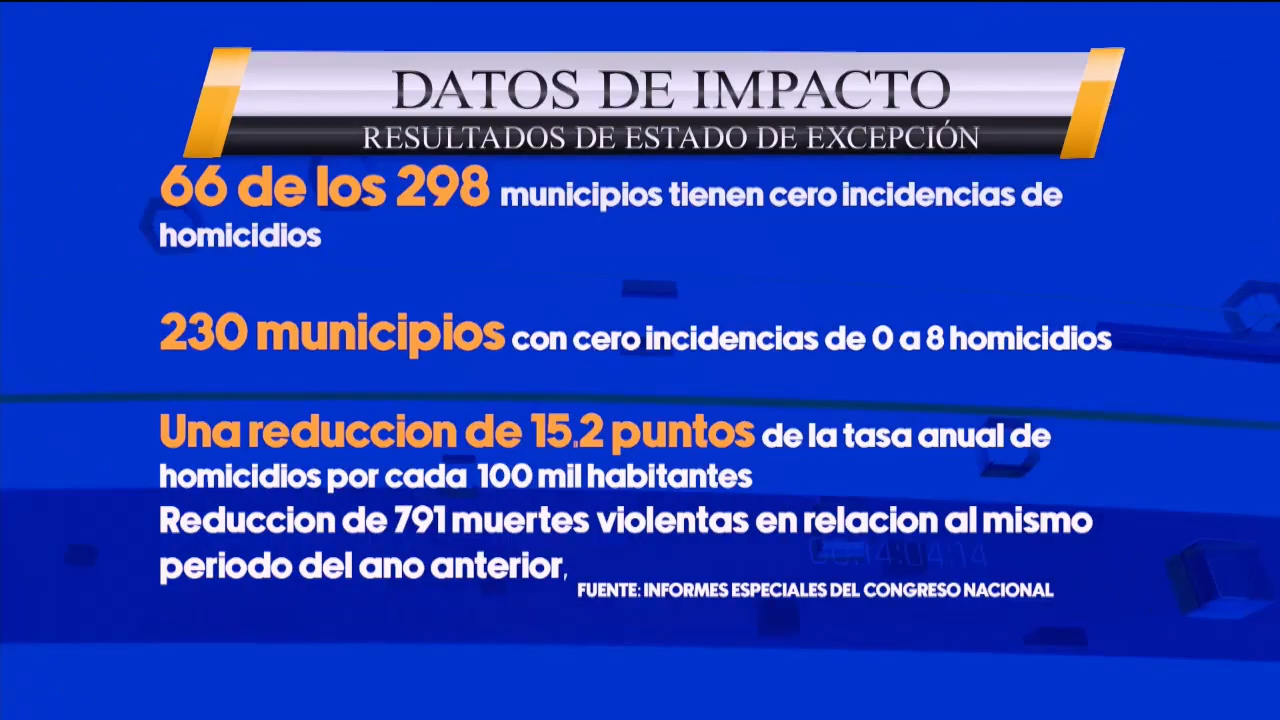 DATOS DE IMPACTO
RESULTADOS DE ESTADO DE EXCEPCIÓN
66 de los 298 municipios tienen cero incidencias de
homicidios
230 municipios con cero incidencias de 0 a 8 homicidios
Una reduccion de 15.2 puntos de la tasa anual de
homicidios por cada 100 mil habitantes
Reduccion de 791 muertes violentas en relacion al mismo
periodo del ano anterior,
FUENTE: INFORMES ESPECIALES DEL CONGRESO NACIONAL